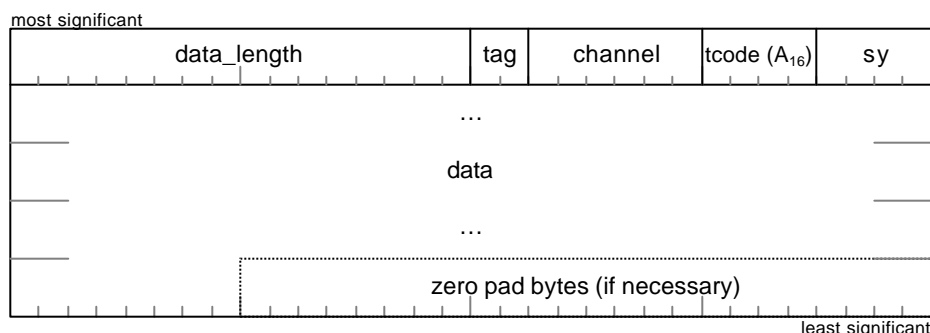 most significant
data_length tag channel tcode (A₁₆) sy
...
data
...
zero pad bytes (if necessary)
least significant